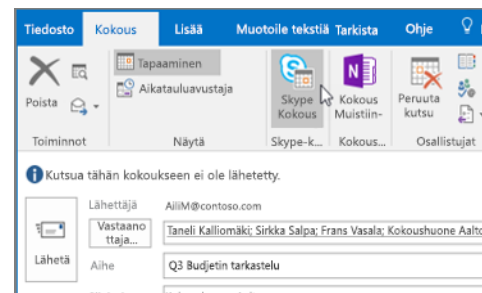 Tiedosto Kokous Lisää Muotoile tekstiä Tarkista Ohje
Tapaaminen
Aikatauluavustaja
Poista
Skype Kokous
Kokous Muistiin-
Peruuta kutsu
Toiminnot Näytä Skype-k... Kokous... Osallistujat
Kutsua tähän kokoukseen ei ole lähetetty.
Lähettäjä AiliM@contoso.com
Vastaano ttaja... Taneli Kalliomäki; Sirkka Salpa; Frans Vasala; Kokoushuone Aalto
Lähetä
Aihe Q3 Budjetin tarkastelu